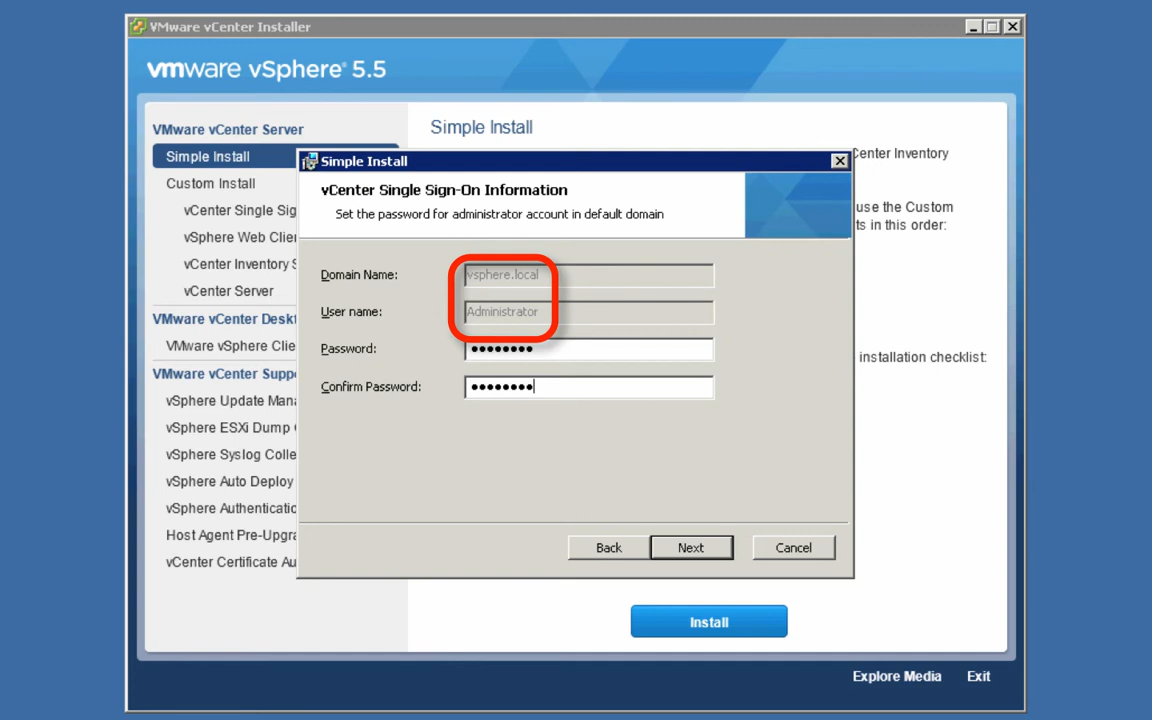 VMware vCenter Installer
vmware vSphere® 5.5
VMware vCenter Server
Simple Install
Custom Install
vCenter Single Sig
vSphere Web Clie
vCenter Inventory S
vCenter Server
VMware vCenter Deskt
VMware vSphere Clie
VMware vCenter Supp
vSphere Update Mana
vSphere ESXi Dump
vSphere Syslog Colle
vSphere Auto Deploy
vSphere Authenticatio
Host Agent Pre-Upgra
vCenter Certificate Au
Simple Install
Center Inventory
use the Custom
ts in this order:
installation checklist:
Simple Install
vCenter Single Sign-On Information
Set the password for administrator account in default domain
Domain Name: vsphere.local
User name: Administrator
Password: ●●●●●●●●
Confirm Password: ●●●●●●●●
Back Next Cancel
Install
Explore Media Exit